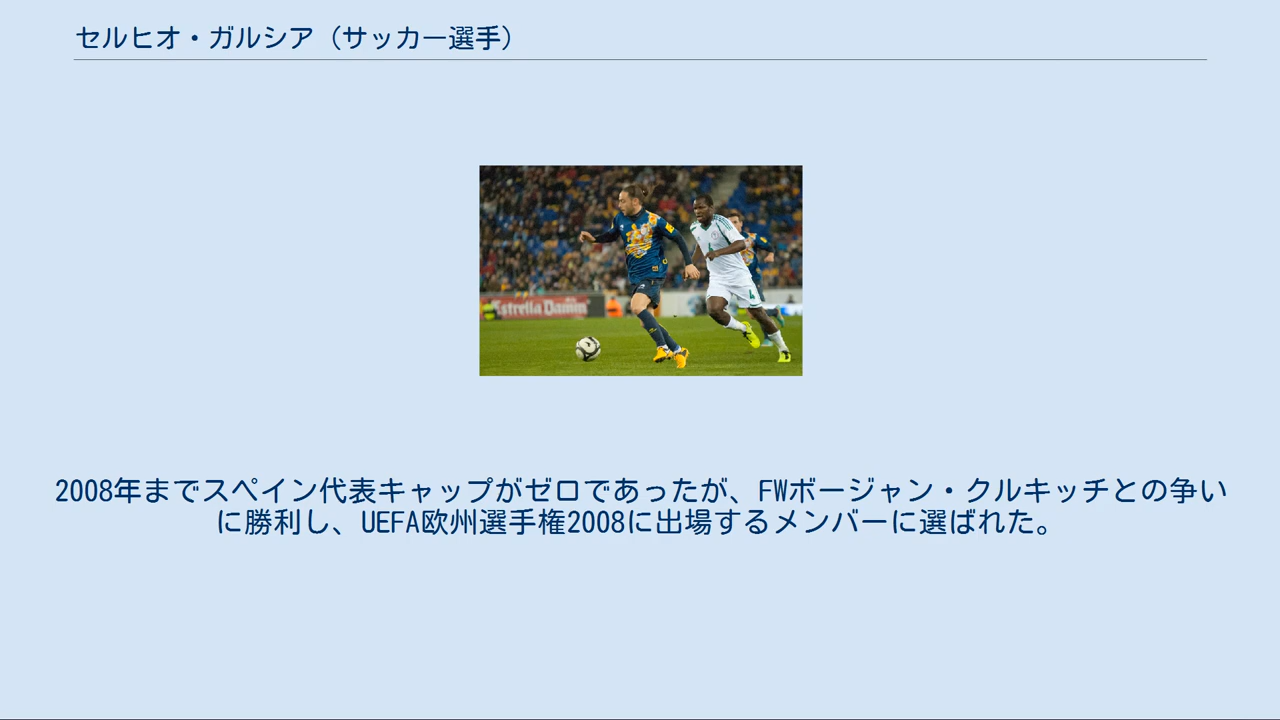 セルヒオ・ガルシア（サッカー選手）
Estrella Damm
4
2008年までスペイン代表キャップがゼロであったが、FWボージャン・クルキッチとの争い
に勝利し、UEFA欧州選手権2008に出場するメンバーに選ばれた。